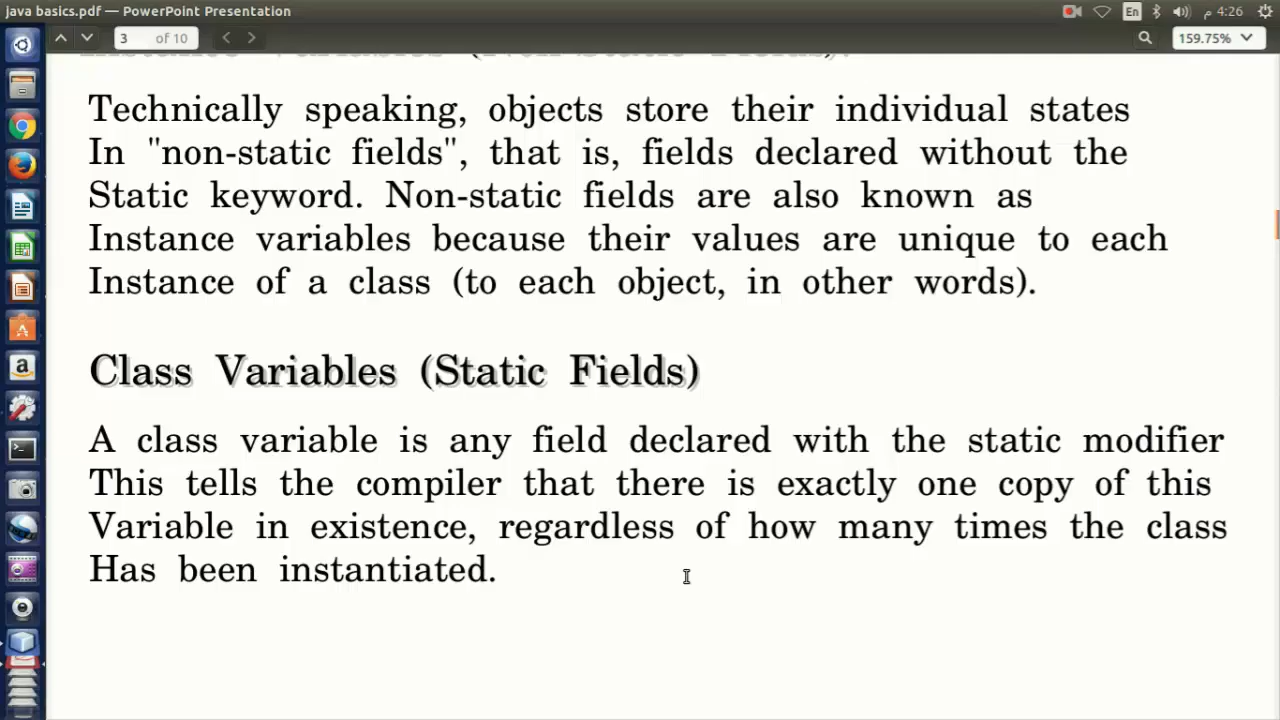 java basics.pdf — PowerPoint Presentation
En
م 4:26
3 of 10
159.75%
Instance Variables (Non-Static Fields).
Technically speaking, objects store their individual states
In "non-static fields", that is, fields declared without the
Static keyword. Non-static fields are also known as
Instance variables because their values are unique to each
Instance of a class (to each object, in other words).
Class Variables (Static Fields)
A class variable is any field declared with the static modifier
This tells the compiler that there is exactly one copy of this
Variable in existence, regardless of how many times the class
Has been instantiated.